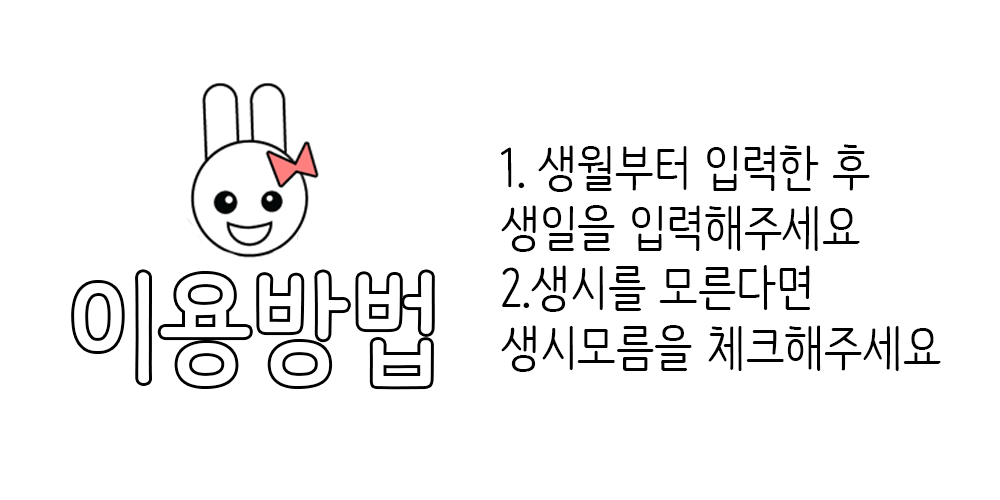 이용방법
1. 생월부터 입력한 후
생일을 입력해주세요
2.생시를 모른다면
생시모름을 체크해주세요